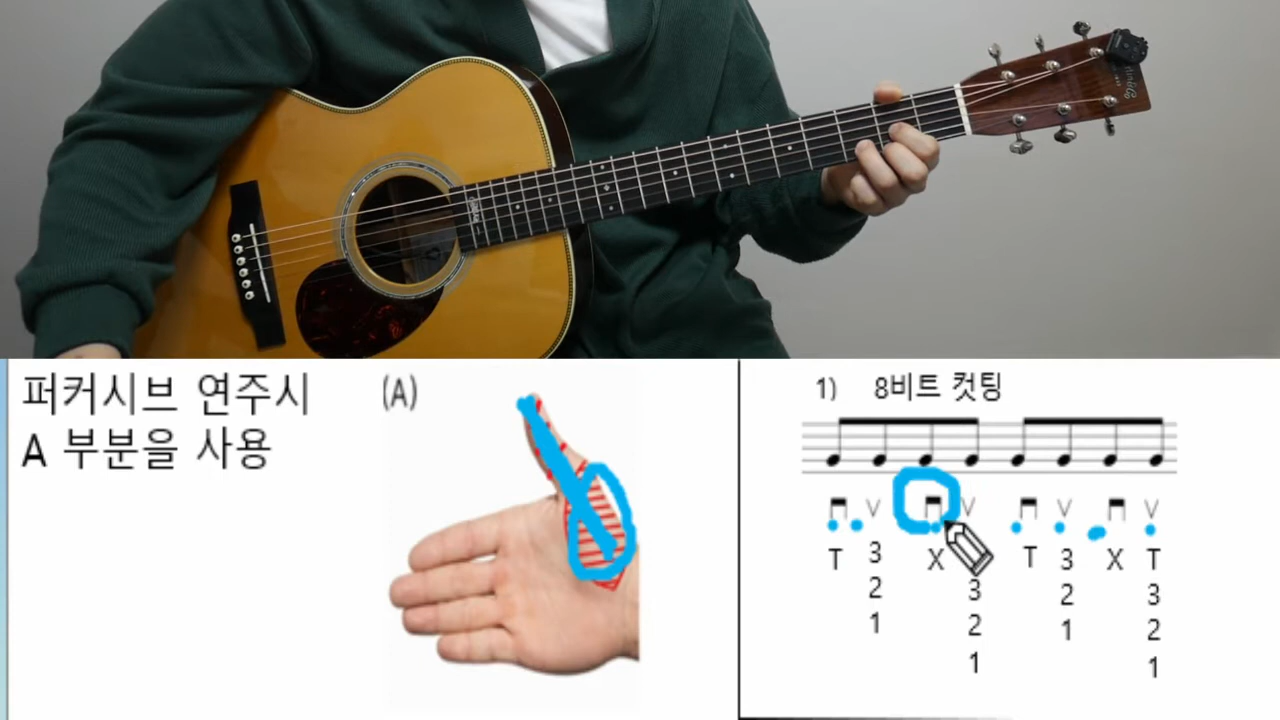 퍼커시브 연주시
A 부분을 사용
(A)
1) 8비트 컷팅
T 3 X T 3 X T
2 3 2 3
1 2 1 2
1 1